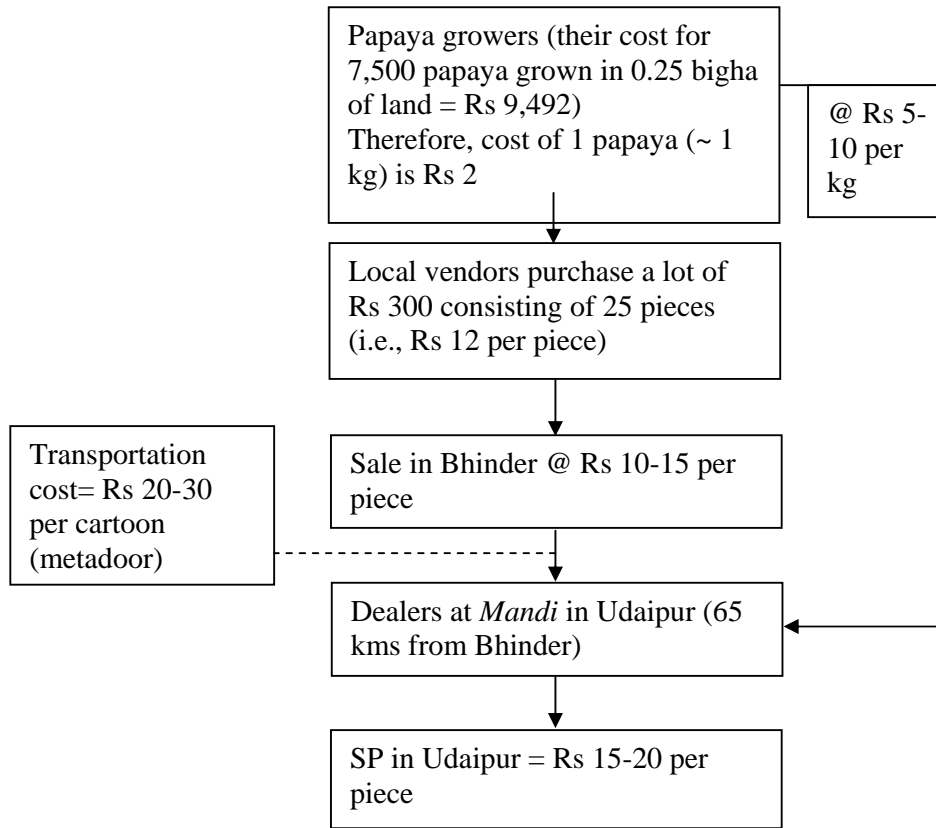 Papaya growers (their cost for
7,500 papaya grown in 0.25 bigha
of land = Rs 9,492)
Therefore, cost of 1 papaya (~ 1
kg) is Rs 2
@ Rs 5-
10 per
kg
Local vendors purchase a lot of
Rs 300 consisting of 25 pieces
(i.e., Rs 12 per piece)
Sale in Bhinder @ Rs 10-15 per
piece
Transportation
cost= Rs 20-30
per cartoon
(metadoor)
Dealers at Mandi in Udaipur (65
kms from Bhinder)
SP in Udaipur = Rs 15-20 per
piece